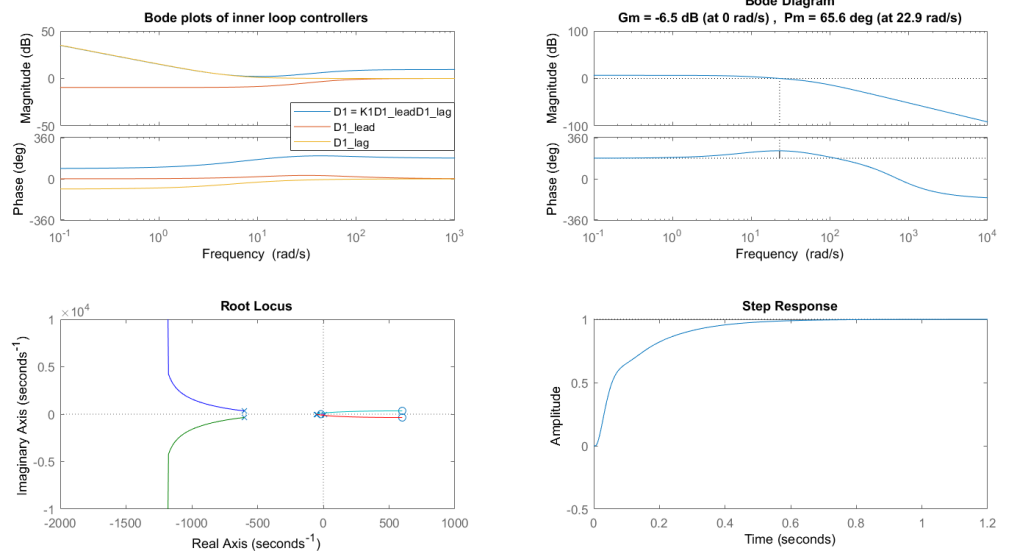 Bode plots of inner loop controllers
Magnitude (dB)
50
0
-50
D1 = K1D1_leadD1_lag
D1_lead
D1_lag
Phase (deg)
360
0
-360
10^-1 10^0 10^1 10^2 10^3
Frequency (rad/s)
Bode Diagram
Gm = -6.5 dB (at 0 rad/s) , Pm = 65.6 deg (at 22.9 rad/s)
Magnitude (dB)
100
0
-100
Phase (deg)
360
0
-360
10^-1 10^0 10^1 10^2 10^3 10^4
Frequency (rad/s)
Root Locus
×10^4
Imaginary Axis (seconds^-1)
1
0.5
0
-0.5
-1
-2000 -1500 -1000 -500 0 500 1000
Real Axis (seconds^-1)
Step Response
Amplitude
1
0.5
0
-0.5
0 0.2 0.4 0.6 0.8 1 1.2
Time (seconds)